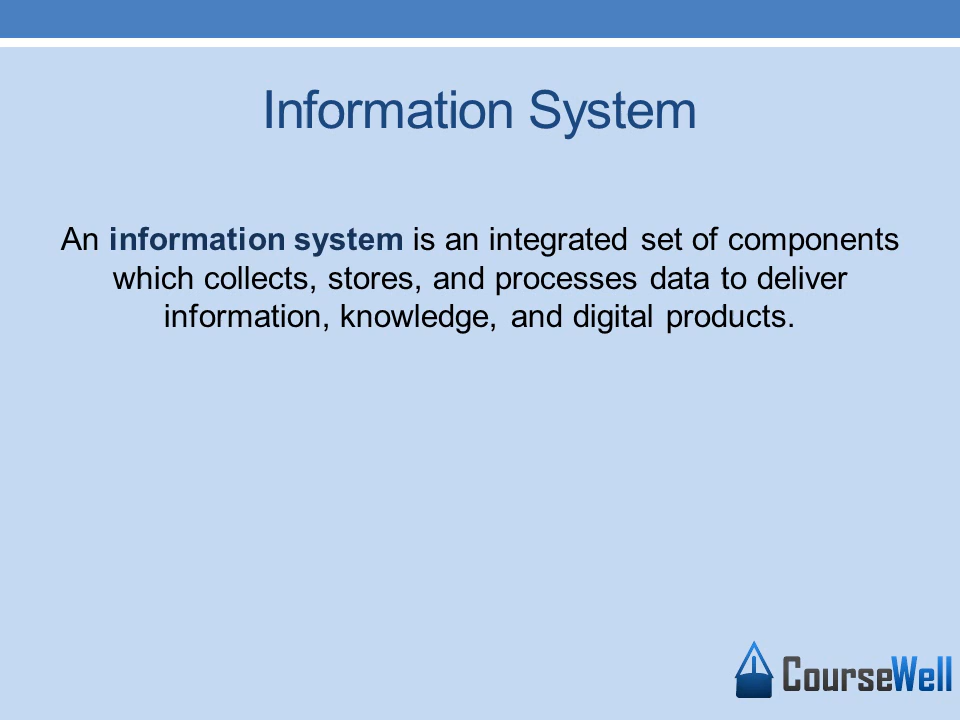 Information System
An information system is an integrated set of components
which collects, stores, and processes data to deliver
information, knowledge, and digital products.
CourseWell